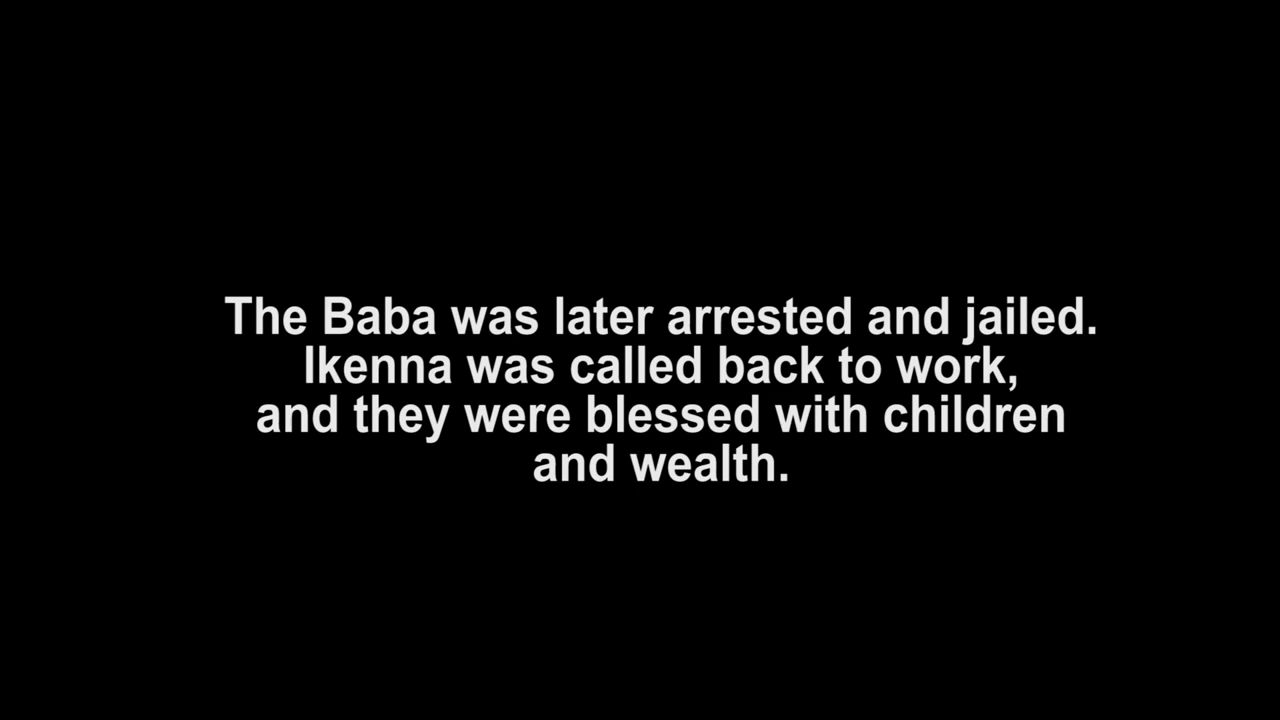 The Baba was later arrested and jailed.
Ikenna was called back to work,
and they were blessed with children
and wealth.